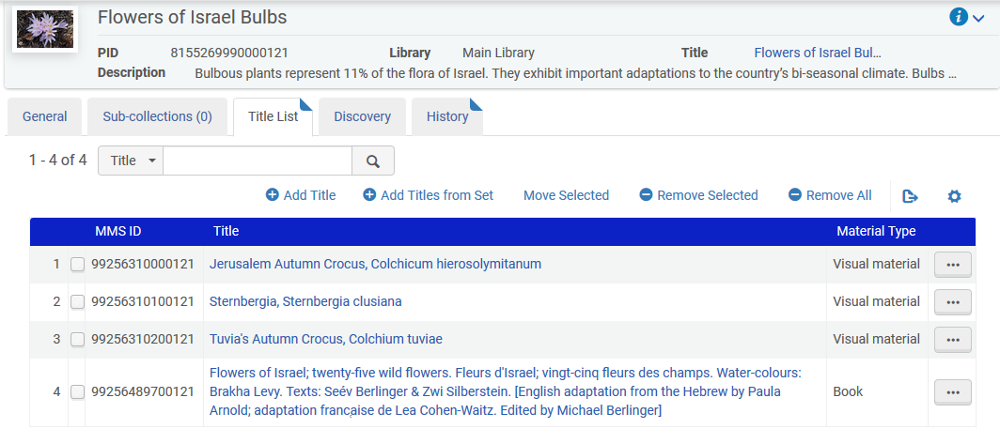 Flowers of Israel Bulbs
PID 8155269990000121 Library Main Library Title Flowers of Israel Bul...
Description Bulbous plants represent 11% of the flora of Israel. They exhibit important adaptations to the country's bi-seasonal climate. Bulbs ...
General Sub-collections (0) Title List Discovery History
1 - 4 of 4 Title
Add Title Add Titles from Set Move Selected Remove Selected Remove All
MMS ID Title Material Type
1 99256310000121 Jerusalem Autumn Crocus, Colchicum hierosolymitanum Visual material
2 99256310100121 Sternbergia, Sternbergia clusiana Visual material
3 99256310200121 Tuvia's Autumn Crocus, Colchium tuviae Visual material
Flowers of Israel; twenty-five wild flowers. Fleurs d'Israel; vingt-cinq fleurs des champs. Water-colours:
4 99256489700121 Brakha Levy. Texts: Seév Berlinger & Zwi Silberstein. [English adaptation from the Hebrew by Paula Book
Arnold; adaptation française de Lea Cohen-Waitz. Edited by Michael Berlinger]